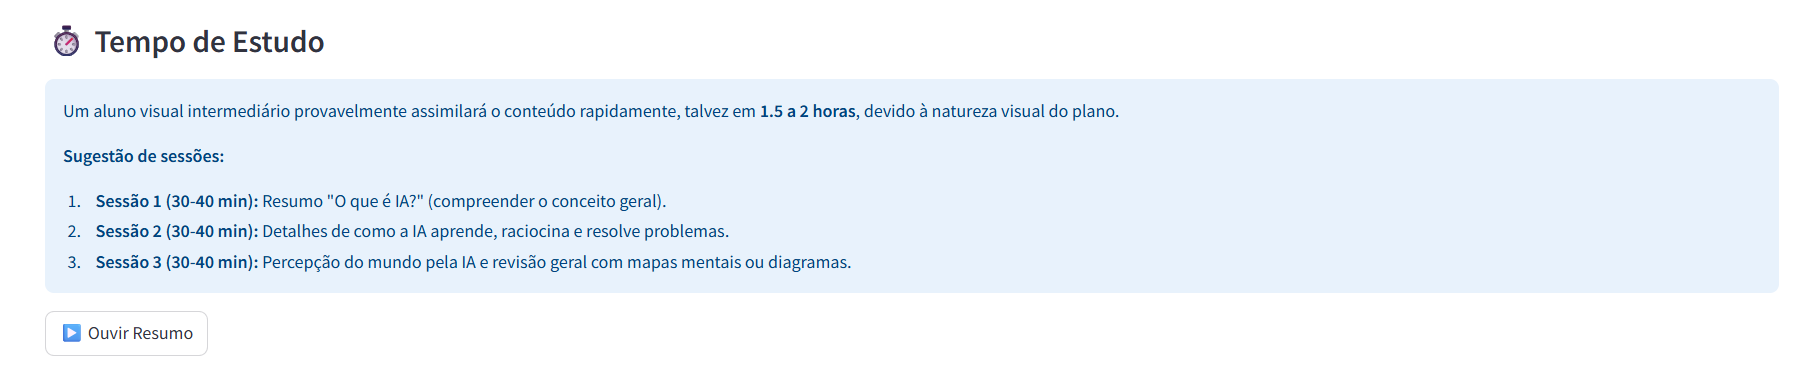 Tempo de Estudo
Um aluno visual intermediário provavelmente assimilará o conteúdo rapidamente, talvez em 1.5 a 2 horas, devido à natureza visual do plano.
Sugestão de sessões:
1. Sessão 1 (30-40 min): Resumo "O que é IA?" (compreender o conceito geral).
2. Sessão 2 (30-40 min): Detalhes de como a IA aprende, raciocina e resolve problemas.
3. Sessão 3 (30-40 min): Percepção do mundo pela IA e revisão geral com mapas mentais ou diagramas.
Ouvir Resumo